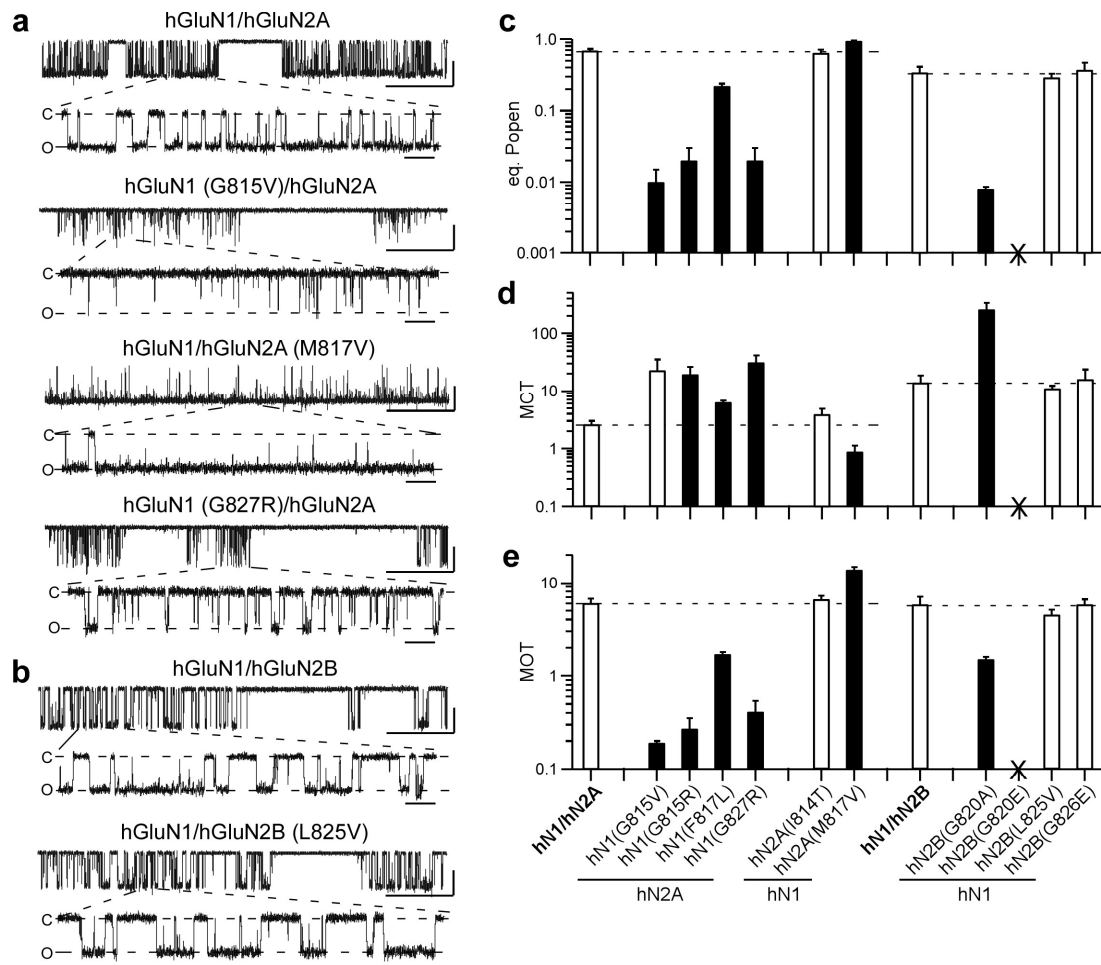 a
hGluN1/hGluN2A
C
O
hGluN1 (G815V)/hGluN2A
C
O
hGluN1/hGluN2A (M817V)
C
O
hGluN1 (G827R)/hGluN2A
C
O
b
hGluN1/hGluN2B
C
O
hGluN1/hGluN2B (L825V)
C
O
c
eq. Popen
1.0
0.1
0.01
0.001
X
d
MCT
100
10
1
0.1
X
e
MOT
10
1
0.1
X
hN1/hN2A
hN1(G815V)
hN1(G815R)
hN1(F817L)
hN1(G827R)
hN2A(I814T)
hN2A(M817V)
hN1/hN2B
hN2B(G820A)
hN2B(G820E)
hN2B(L825V)
hN2B(G826E)
hN2A
hN1
hN1